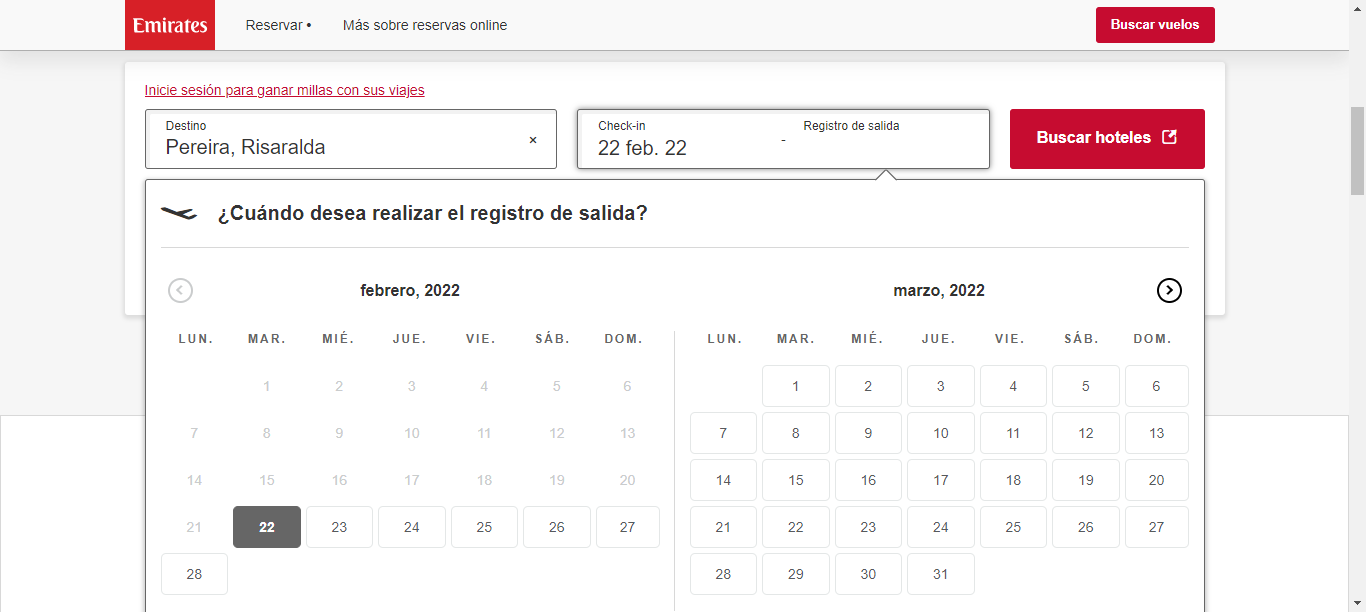 Emirates Reservar • Más sobre reservas online Buscar vuelos
Inicie sesión para ganar millas con sus viajes
Destino
Pereira, Risaralda ×
Check-in
22 feb. 22
-
Registro de salida
Buscar hoteles
¿Cuándo desea realizar el registro de salida?
febrero, 2022
LUN. MAR. MIÉ. JUE. VIE. SÁB. DOM.
1 2 3 4 5 6
7 8 9 10 11 12 13
14 15 16 17 18 19 20
21 22 23 24 25 26 27
28
marzo, 2022
LUN. MAR. MIÉ. JUE. VIE. SÁB. DOM.
1 2 3 4 5 6
7 8 9 10 11 12 13
14 15 16 17 18 19 20
21 22 23 24 25 26 27
28 29 30 31